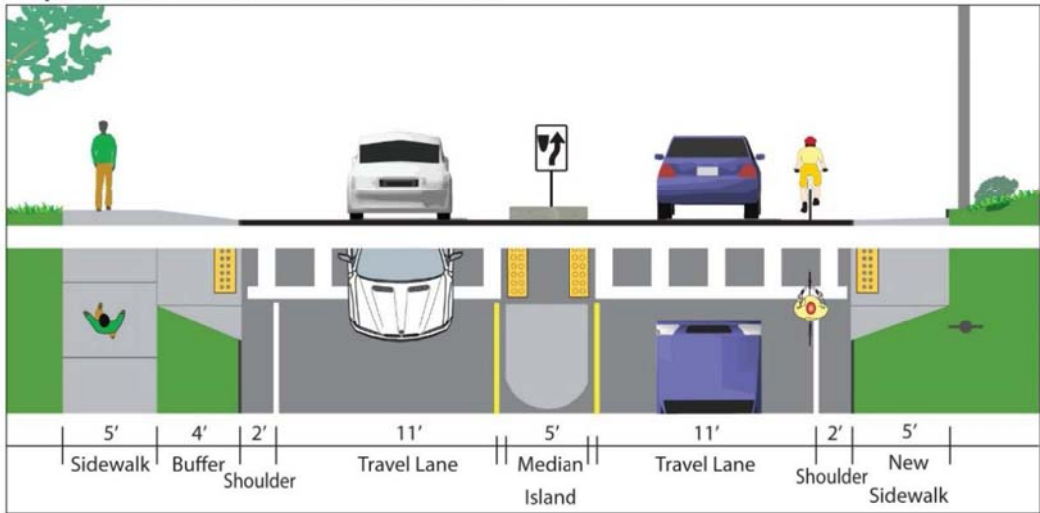 5' 4' 2' 11' 5' 11' 2' 5'
Sidewalk Buffer Shoulder Travel Lane Median Island Travel Lane Shoulder New Sidewalk